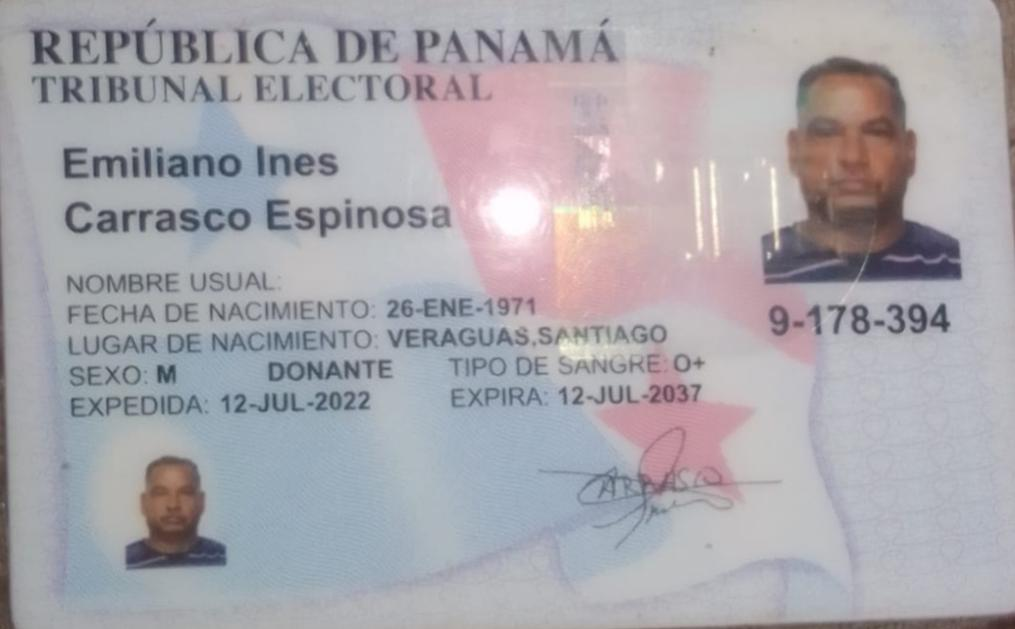 REPÚBLICA DE PANAMÁ
TRIBUNAL ELECTORAL
Emiliano Ines
Carrasco Espinosa
NOMBRE USUAL:
FECHA DE NACIMIENTO: 26-ENE-1971
LUGAR DE NACIMIENTO: VERAGUAS,SANTIAGO
SEXO: M DONANTE TIPO DE SANGRE: O+
EXPEDIDA: 12-JUL-2022 EXPIRA: 12-JUL-2037
9-178-394